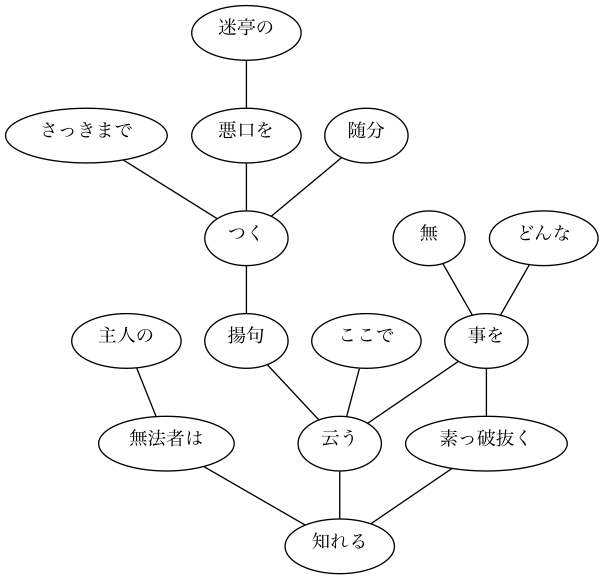 迷亭の
さっきまで
悪口を
随分
つく
無
どんな
主人の
揚句
ここで
事を
無法者は
云う
素っ破抜く
知れる